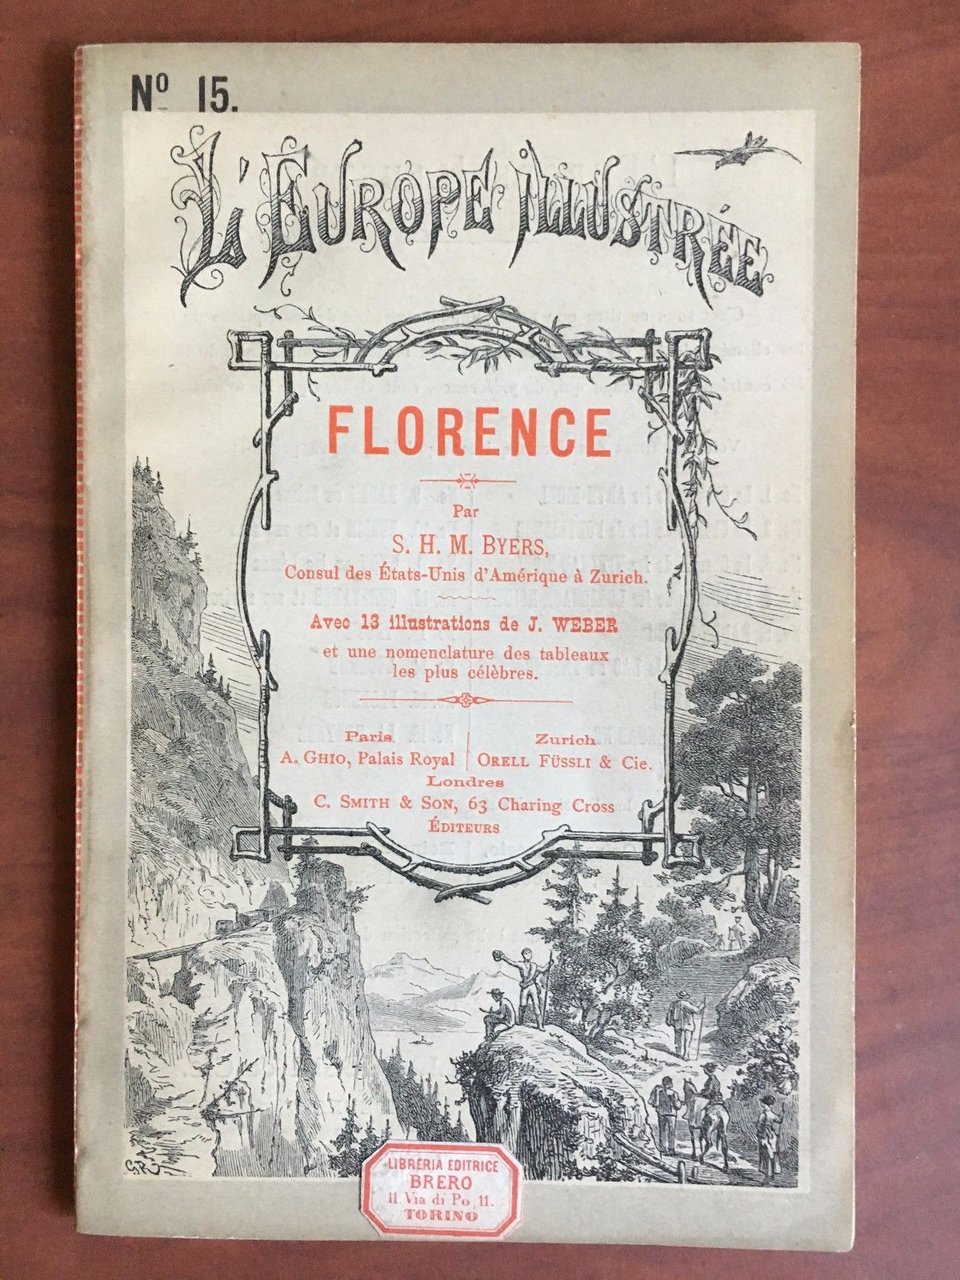 Nº 15.
L'EUROPE ILLUSTRÉE
FLORENCE
Par
S. H. M. BYERS,
Consul des États-Unis d'Amérique à Zurich.
Avec 13 illustrations de J. WEBER
et une nomenclature des tableaux
les plus célèbres.
Paris
A. GHIO, Palais Royal
Zurich
ORELL FÜSSLI & Cie.
Londres
C. SMITH & SON, 63 Charing Cross
ÉDITEURS
LIBRERIA EDITRICE
BRERO
11 Via di Po, 11.
TORINO